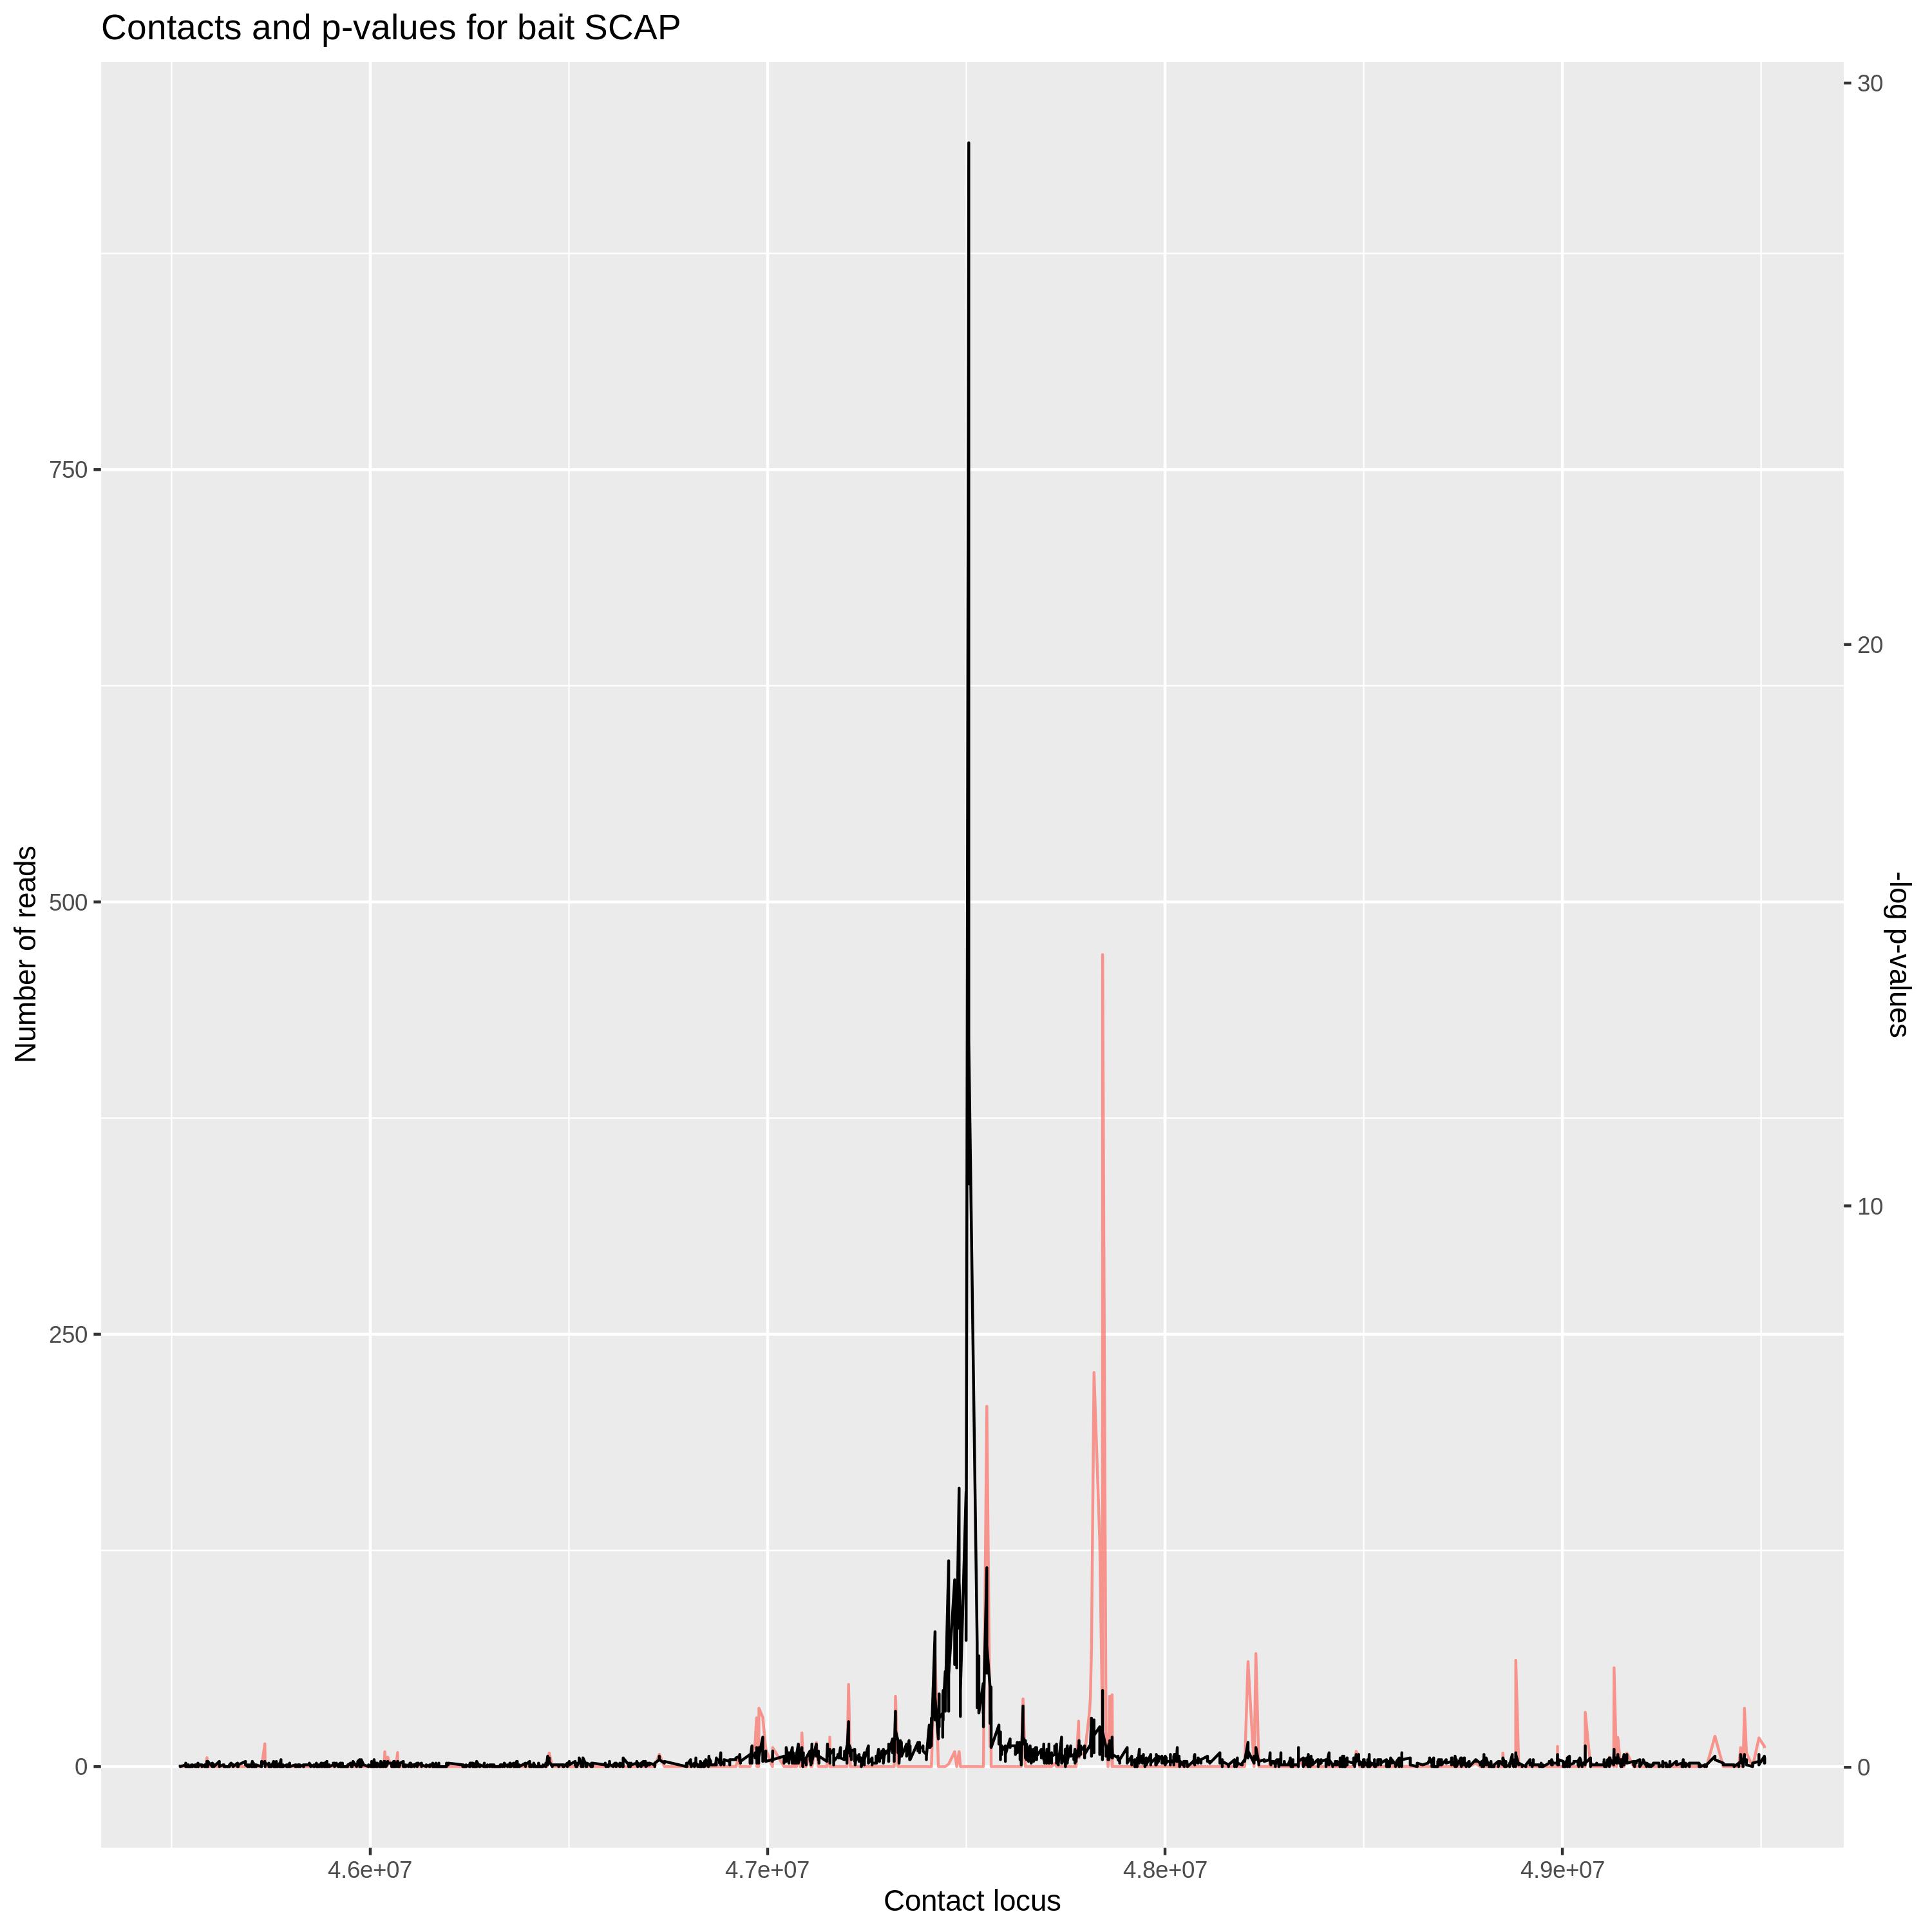 Contacts and p-values for bait SCAP
30
750
20
500
Number of reads
-log p-values
10
250
0
0
4.6e+07
4.7e+07
4.8e+07
4.9e+07
Contact locus